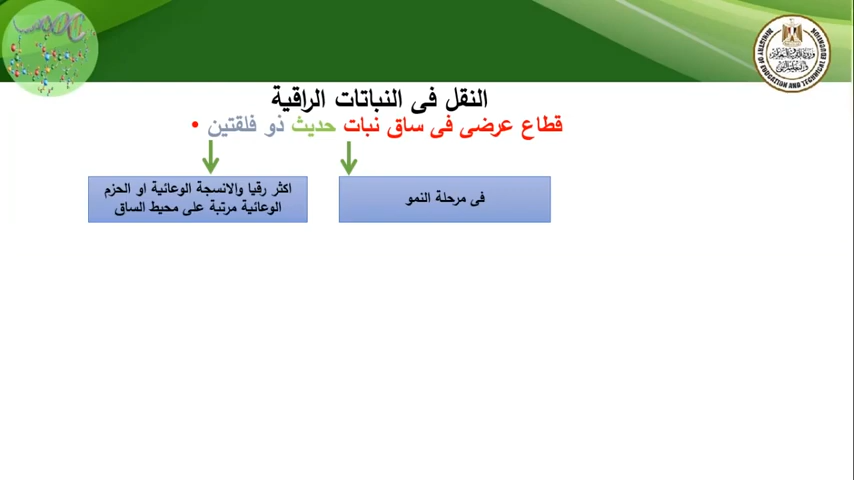 النقل فى النباتات الراقية
• قطاع عرضى فى ساق نبات حديث ذو فلقتين
فى مرحلة النمو
اكثر رقيا والانسجة الوعائية او الحزم
الوعائية مرتبة على محيط الساق